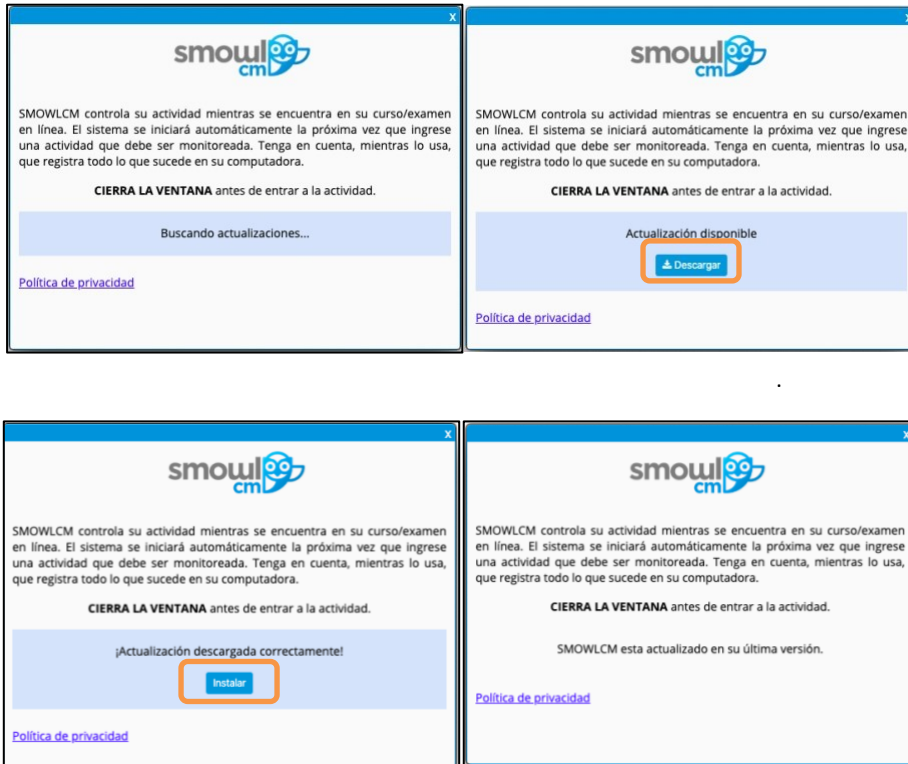 x
smowl
cm
SMOWLCM controla su actividad mientras se encuentra en su curso/examen
en línea. El sistema se iniciará automáticamente la próxima vez que ingrese
una actividad que debe ser monitoreada. Tenga en cuenta, mientras lo usa,
que registra todo lo que sucede en su computadora.
CIERRA LA VENTANA antes de entrar a la actividad.
Buscando actualizaciones...
Política de privacidad
x
smowl
cm
SMOWLCM controla su actividad mientras se encuentra en su curso/examen
en línea. El sistema se iniciará automáticamente la próxima vez que ingrese
una actividad que debe ser monitoreada. Tenga en cuenta, mientras lo usa,
que registra todo lo que sucede en su computadora.
CIERRA LA VENTANA antes de entrar a la actividad.
Actualización disponible
Descargar
Política de privacidad
.
x
smowl
cm
SMOWLCM controla su actividad mientras se encuentra en su curso/examen
en línea. El sistema se iniciará automáticamente la próxima vez que ingrese
una actividad que debe ser monitoreada. Tenga en cuenta, mientras lo usa,
que registra todo lo que sucede en su computadora.
CIERRA LA VENTANA antes de entrar a la actividad.
¡Actualización descargada correctamente!
Instalar
Política de privacidad
x
smowl
cm
SMOWLCM controla su actividad mientras se encuentra en su curso/examen
en línea. El sistema se iniciará automáticamente la próxima vez que ingrese
una actividad que debe ser monitoreada. Tenga en cuenta, mientras lo usa,
que registra todo lo que sucede en su computadora.
CIERRA LA VENTANA antes de entrar a la actividad.
SMOWLCM esta actualizado en su última versión.
Política de privacidad